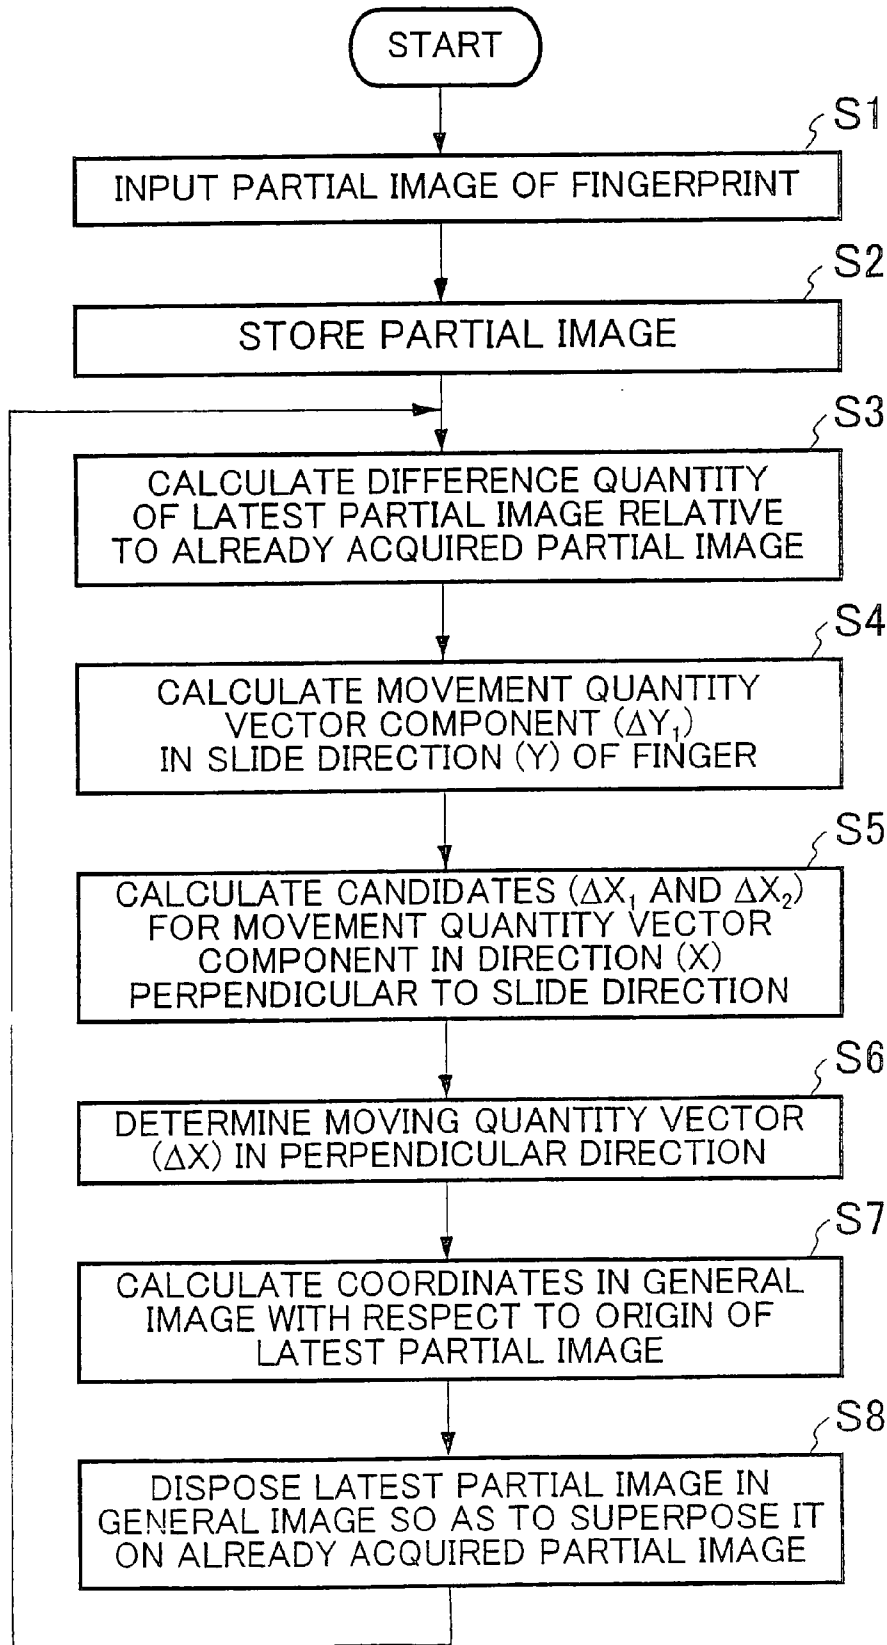 START
S1
INPUT PARTIAL IMAGE OF FINGERPRINT
S2
STORE PARTIAL IMAGE
S3
CALCULATE DIFFERENCE QUANTITY
OF LATEST PARTIAL IMAGE RELATIVE
TO ALREADY ACQUIRED PARTIAL IMAGE
S4
CALCULATE MOVEMENT QUANTITY
VECTOR COMPONENT (ΔY₁)
IN SLIDE DIRECTION (Y) OF FINGER
S5
CALCULATE CANDIDATES (ΔX₁ AND ΔX₂)
FOR MOVEMENT QUANTITY VECTOR
COMPONENT IN DIRECTION (X)
PERPENDICULAR TO SLIDE DIRECTION
S6
DETERMINE MOVING QUANTITY VECTOR
(ΔX) IN PERPENDICULAR DIRECTION
S7
CALCULATE COORDINATES IN GENERAL
IMAGE WITH RESPECT TO ORIGIN OF
LATEST PARTIAL IMAGE
S8
DISPOSE LATEST PARTIAL IMAGE IN
GENERAL IMAGE SO AS TO SUPERPOSE IT
ON ALREADY ACQUIRED PARTIAL IMAGE